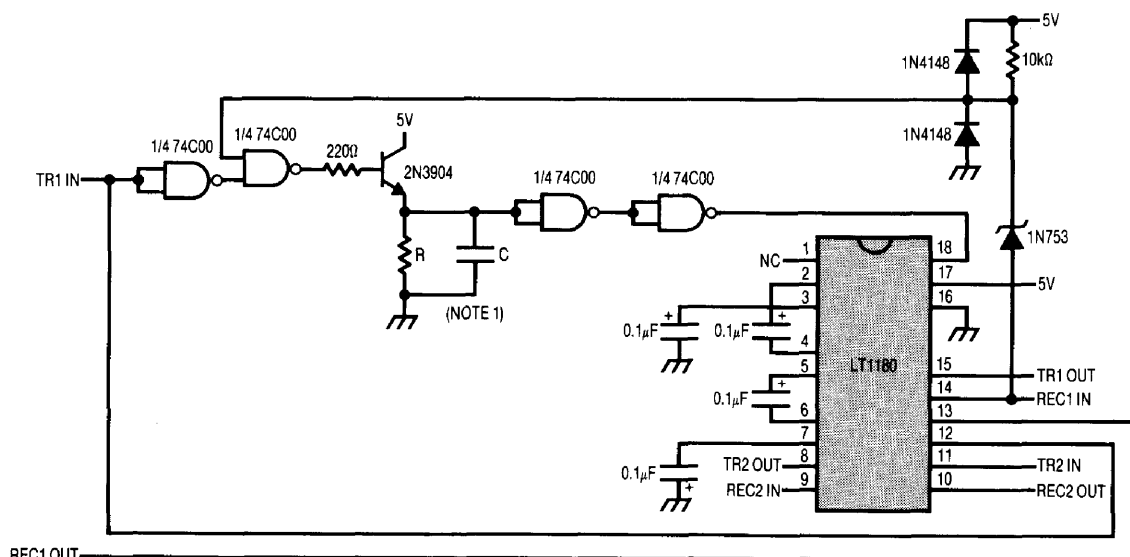 5V
1N4148
10kΩ
1N4148
1/4 74C00
1/4 74C00
220Ω
5V
2N3904
1/4 74C00
1/4 74C00
TR1 IN
R
C
(NOTE 1)
1N753
NC
1
2
3
4
5
6
7
8
9
18
17
16
15
14
13
12
11
10
LT1180
5V
+
0.1µF
+
0.1µF
+
0.1µF
0.1µF
+
TR1 OUT
REC1 IN
TR2 OUT
REC2 IN
TR2 IN
REC2 OUT
REC1 OUT